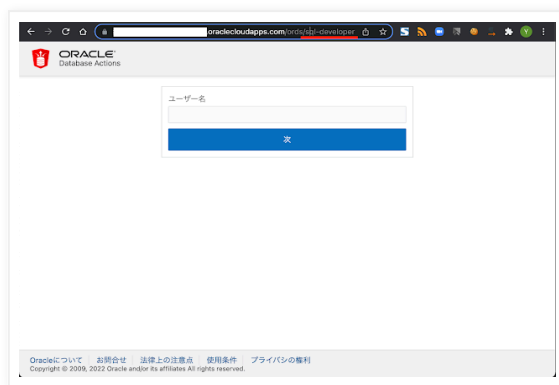 .oraclecloudapps.com/ords/sql-developer
ORACLE
Database Actions
ユーザー名
次
Oracleについて お問合せ 法律上の注意点 使用条件 プライバシの権利
Copyright © 2009, 2022 Oracle and/or its affiliates All rights reserved.